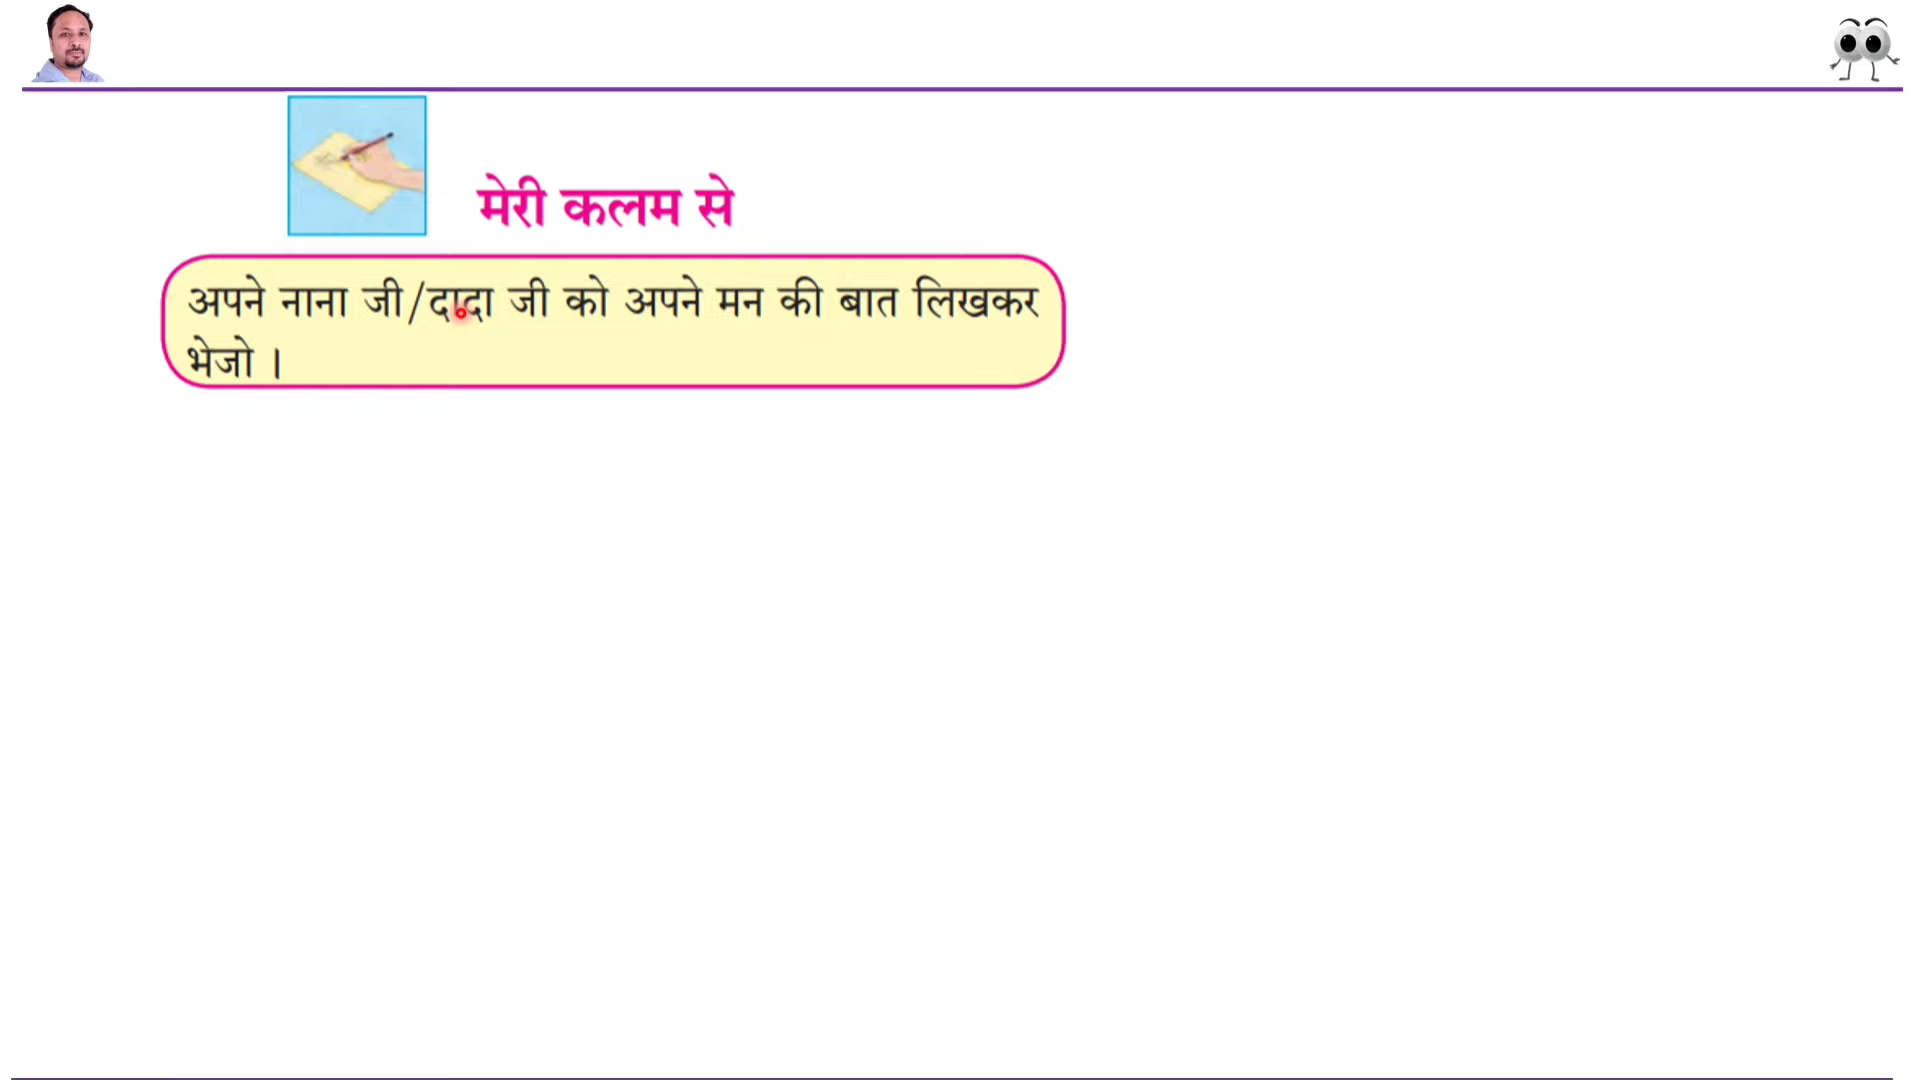 मेरी कलम से
अपने नाना जी/दादा जी को अपने मन की बात लिखकर
भेजो ।